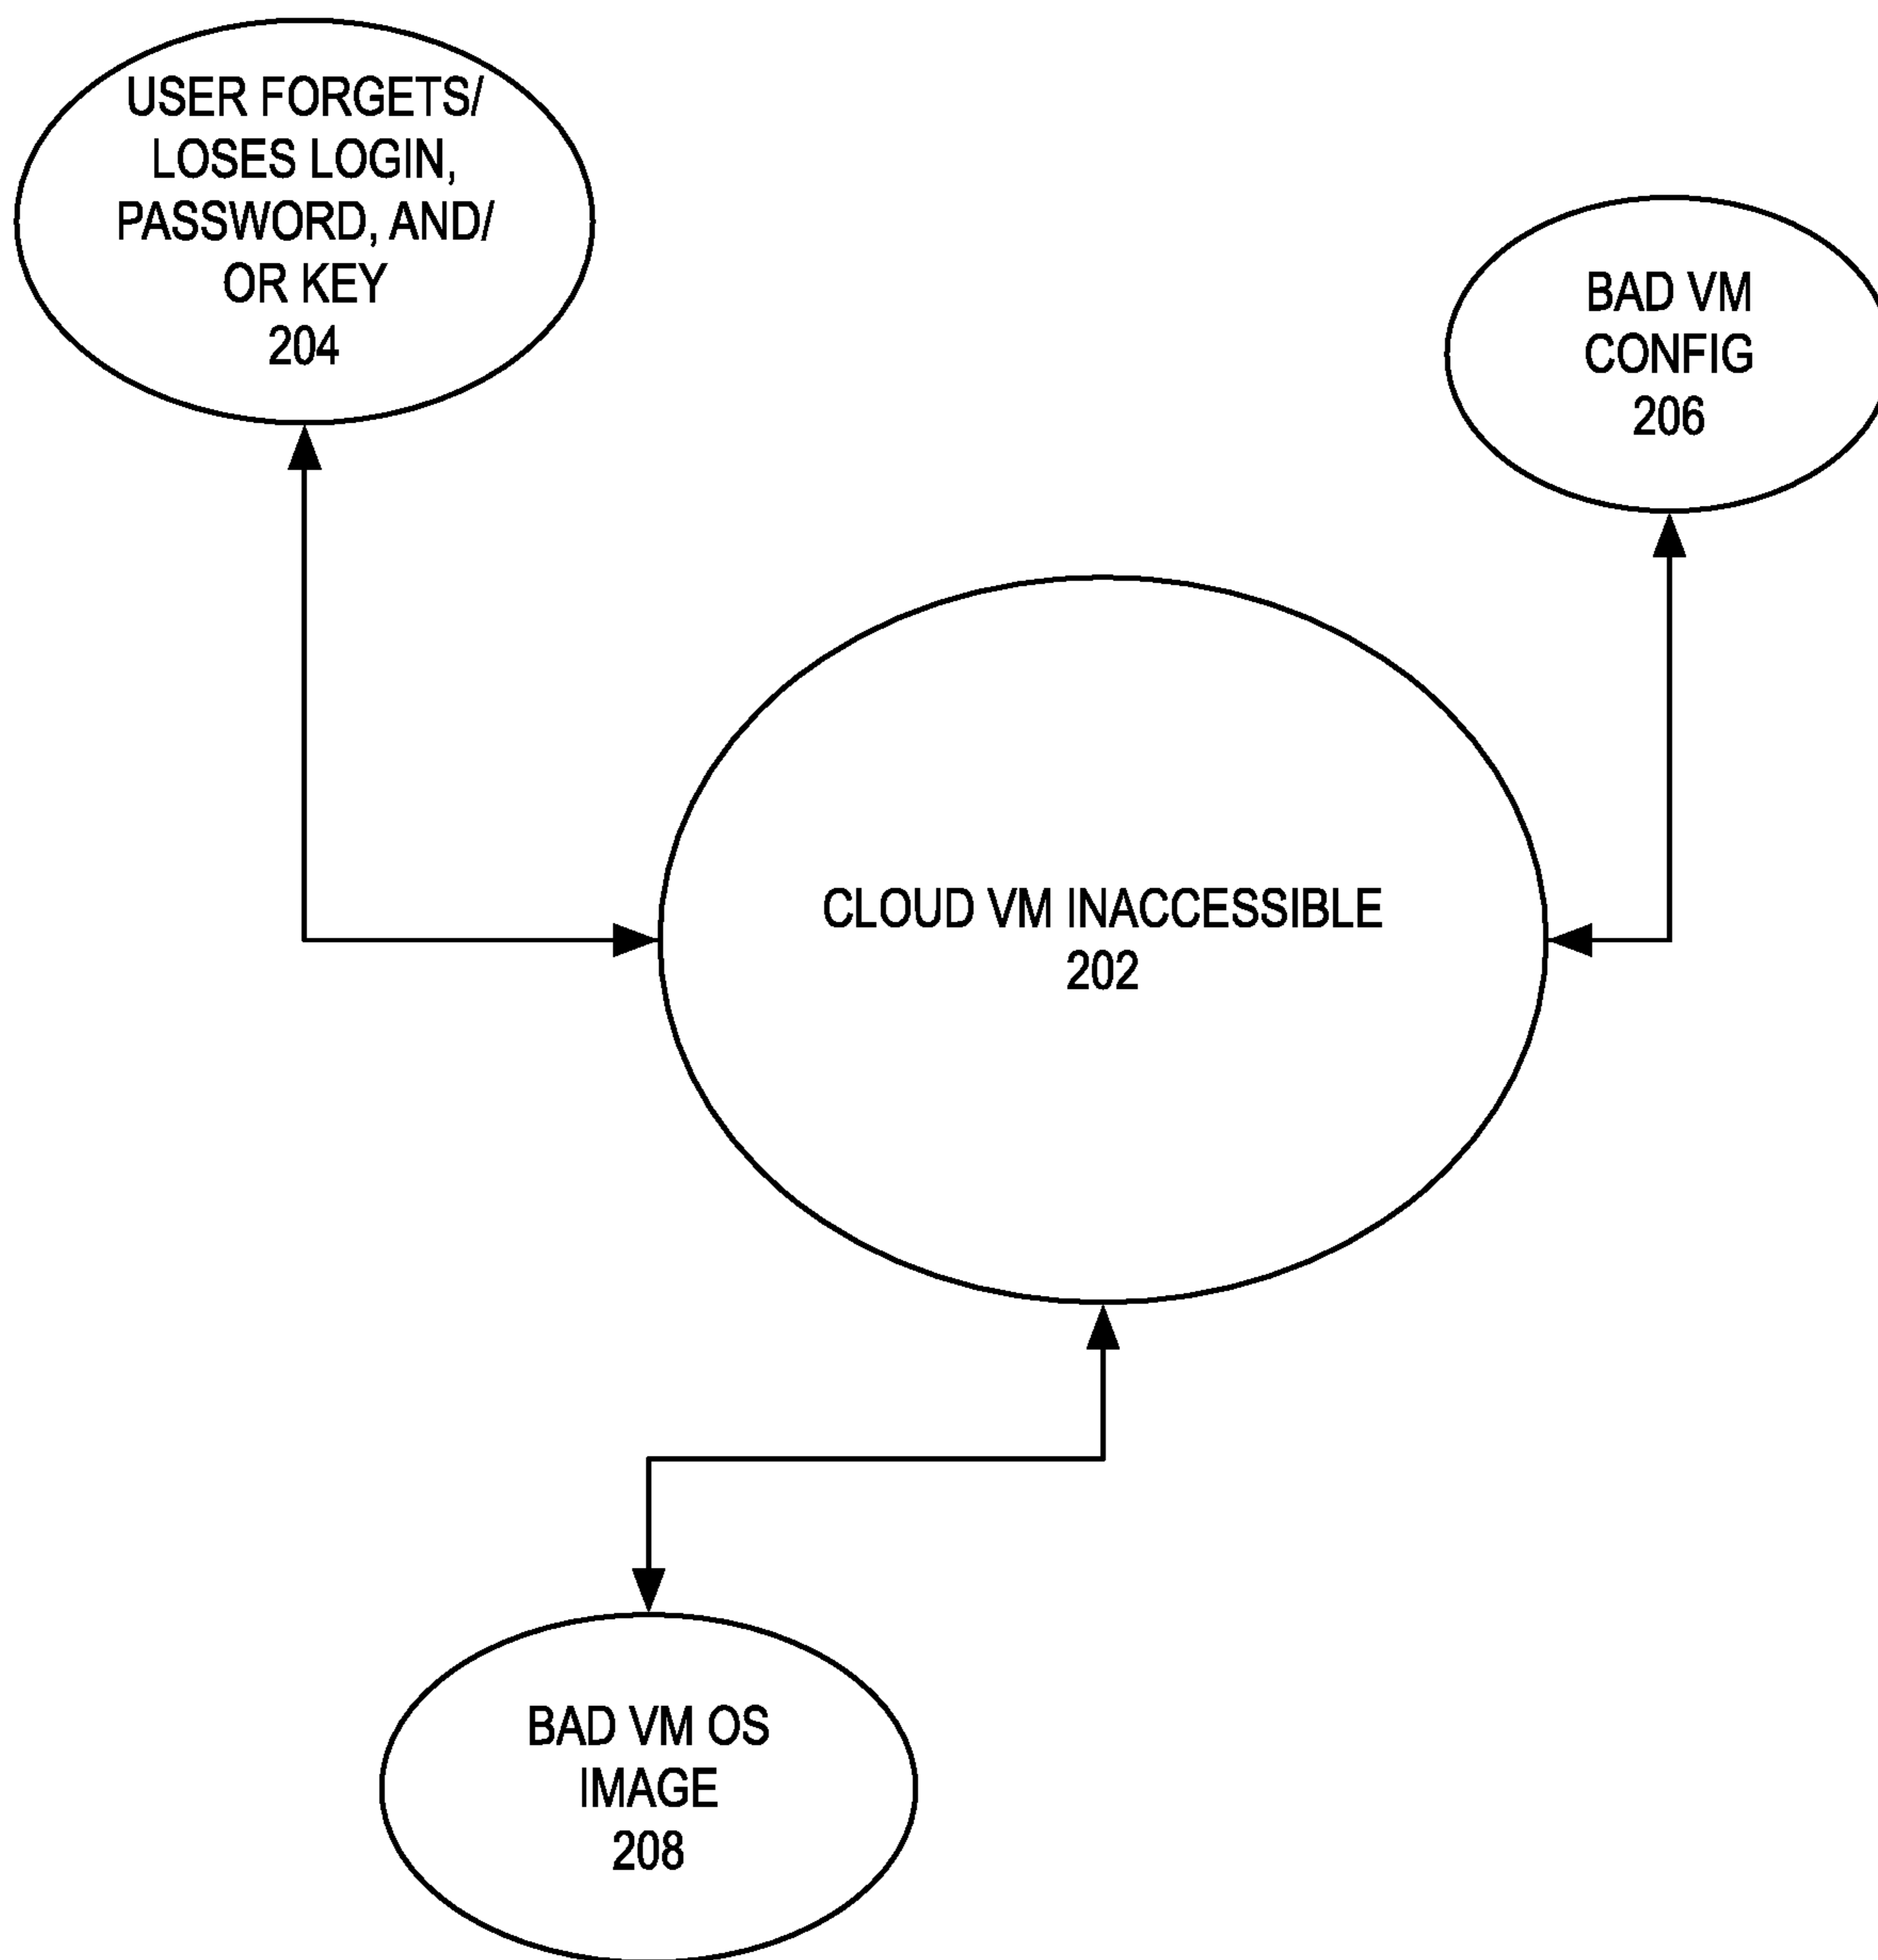 USER FORGETS/
LOSES LOGIN,
PASSWORD, AND/
OR KEY
204
BAD VM
CONFIG
206
CLOUD VM INACCESSIBLE
202
BAD VM OS
IMAGE
208